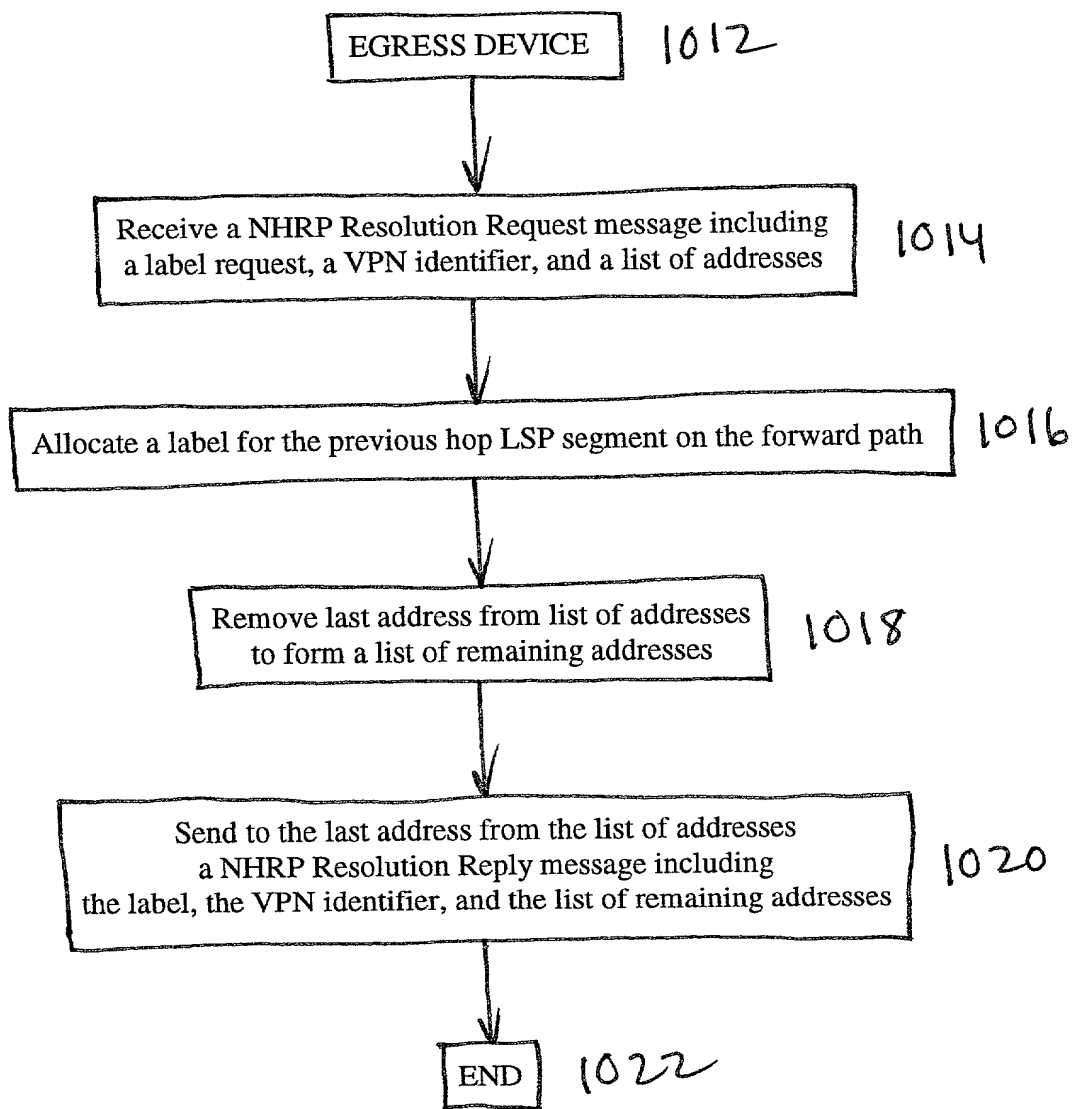 EGRESS DEVICE 1012
Receive a NHRP Resolution Request message including
a label request, a VPN identifier, and a list of addresses
1014
Allocate a label for the previous hop LSP segment on the forward path 1016
Remove last address from list of addresses
to form a list of remaining addresses
1018
Send to the last address from the list of addresses
a NHRP Resolution Reply message including
the label, the VPN identifier, and the list of remaining addresses
1020
END 1022